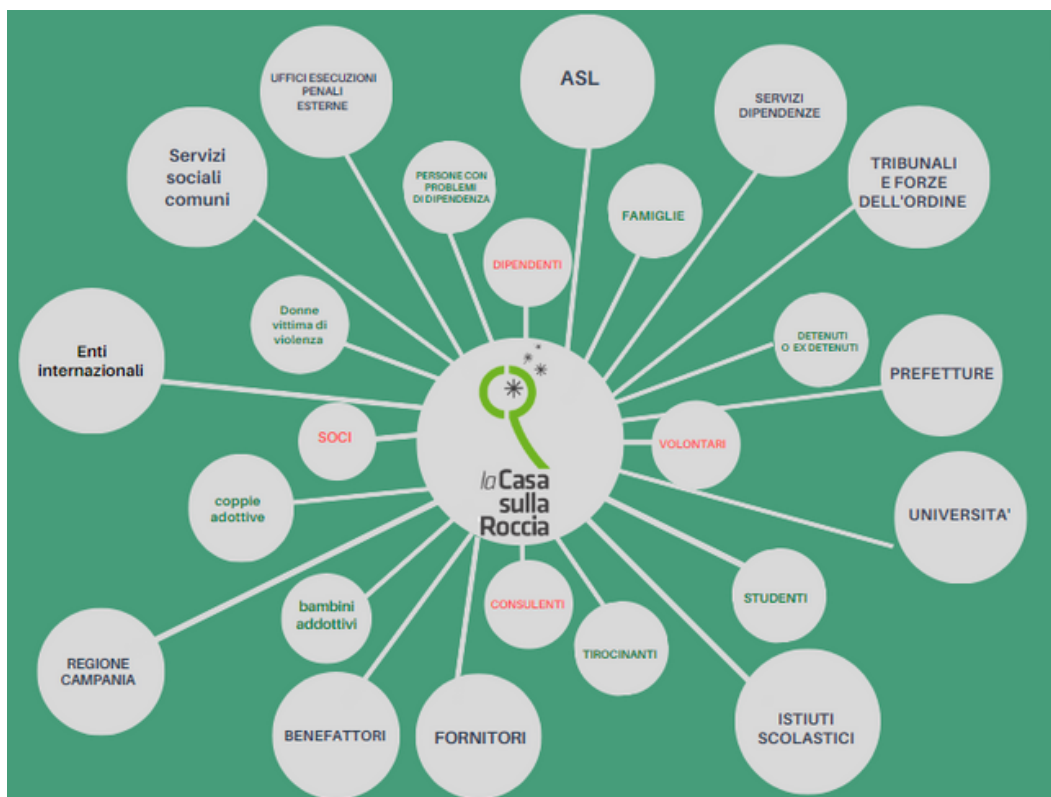 UFFICI ESECUZIONI
PENALI
ESTERNE
ASL
SERVIZI
DIPENDENZE
Servizi
sociali
comuni
PERSONE CON
PROBLEMI
DI DIPENDENZA
FAMIGLIE
TRIBUNALI
E FORZE
DELL'ORDINE
DIPENDENTI
Donne
vittima di
violenza
DETENUTI
O EX DETENUTI
Enti
internazionali
PREFETTURE
SOCI
VOLONTARI
la Casa
sulla
Roccia
coppie
adottive
UNIVERSITA'
bambini
addottivi
CONSULENTI
STUDENTI
TIROCINANTI
REGIONE
CAMPANIA
BENEFATTORI
FORNITORI
ISTIUTI
SCOLASTICI